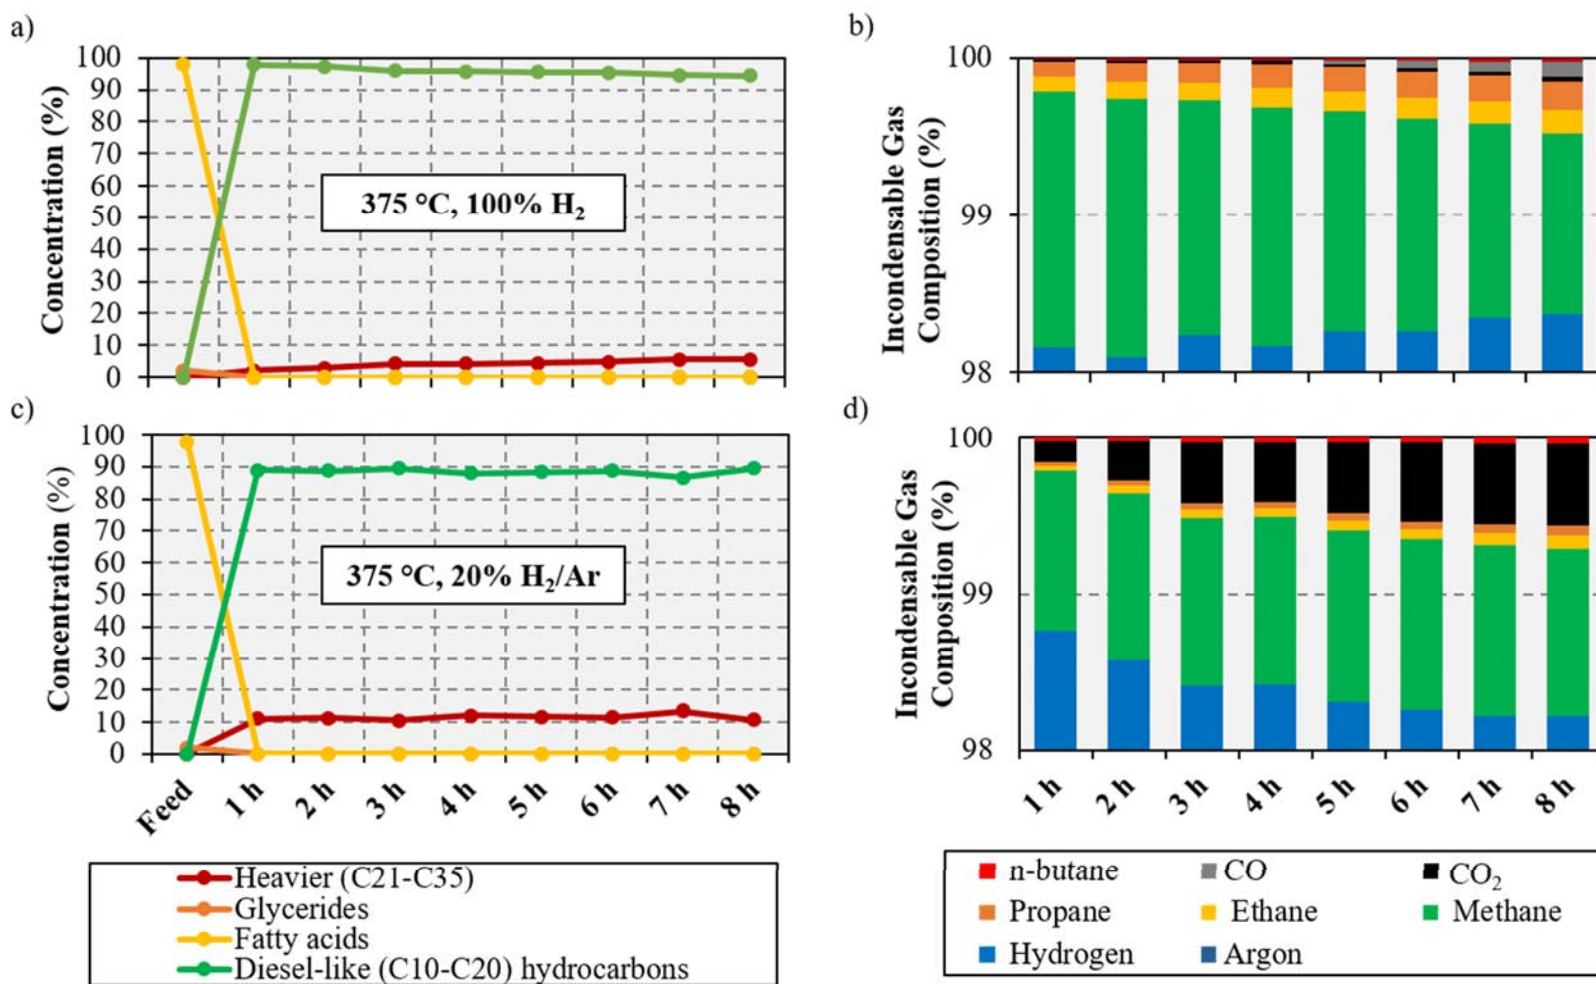 a)
Concentration (%)
100
90
80
70
60
50
40
30
20
10
0
375 °C, 100% H₂
b)
Incondensable Gas
Composition (%)
100
99
98
c)
Concentration (%)
100
90
80
70
60
50
40
30
20
10
0
375 °C, 20% H₂/Ar
Feed
1 h
2 h
3 h
4 h
5 h
6 h
7 h
8 h
d)
Incondensable Gas
Composition (%)
100
99
98
1 h
2 h
3 h
4 h
5 h
6 h
7 h
8 h
Heavier (C21-C35)
Glycerides
Fatty acids
Diesel-like (C10-C20) hydrocarbons
n-butane CO CO₂
Propane Ethane Methane
Hydrogen Argon